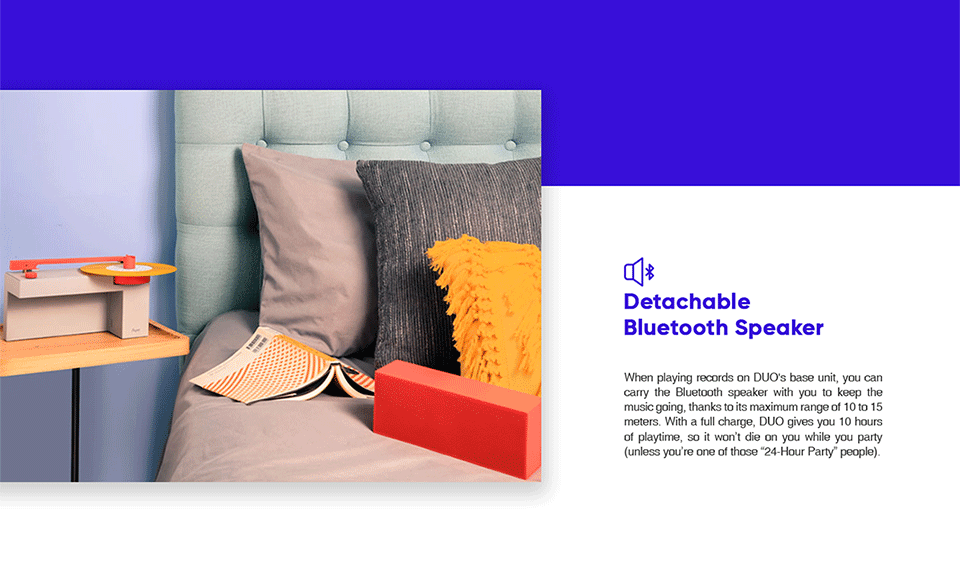 Detachable
Bluetooth Speaker
When playing records on DUO's base unit, you can
carry the Bluetooth speaker with you to keep the
music going, thanks to its maximum range of 10 to 15
meters. With a full charge, DUO gives you 10 hours
of playtime, so it won't die on you while you party
(unless you're one of those “24-Hour Party” people).